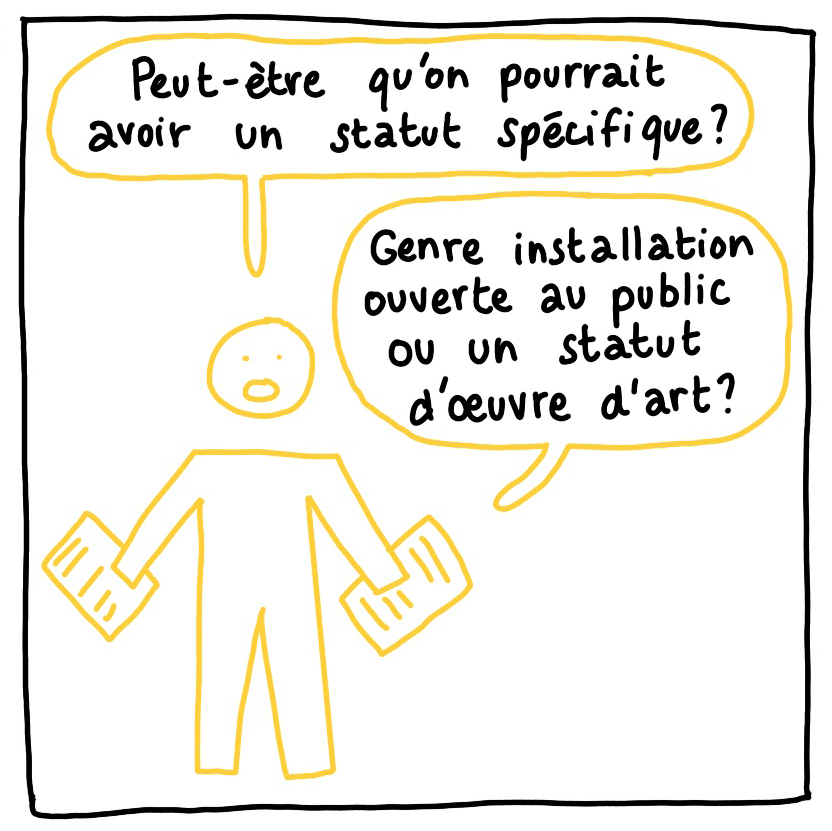 Peut-être qu'on pourrait
avoir un statut spécifique?
Genre installation
ouverte au public
ou un statut
d'œuvre d'art?